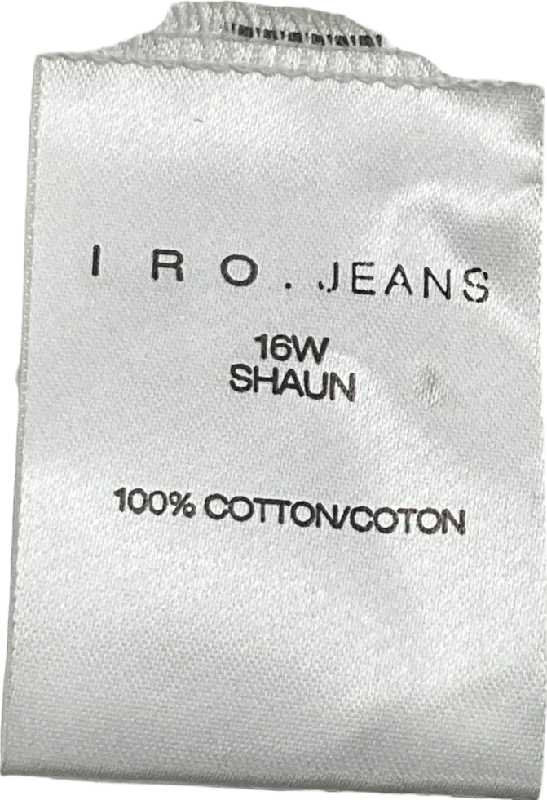 I R O . JEANS
16W
SHAUN
100% COTTON/COTON